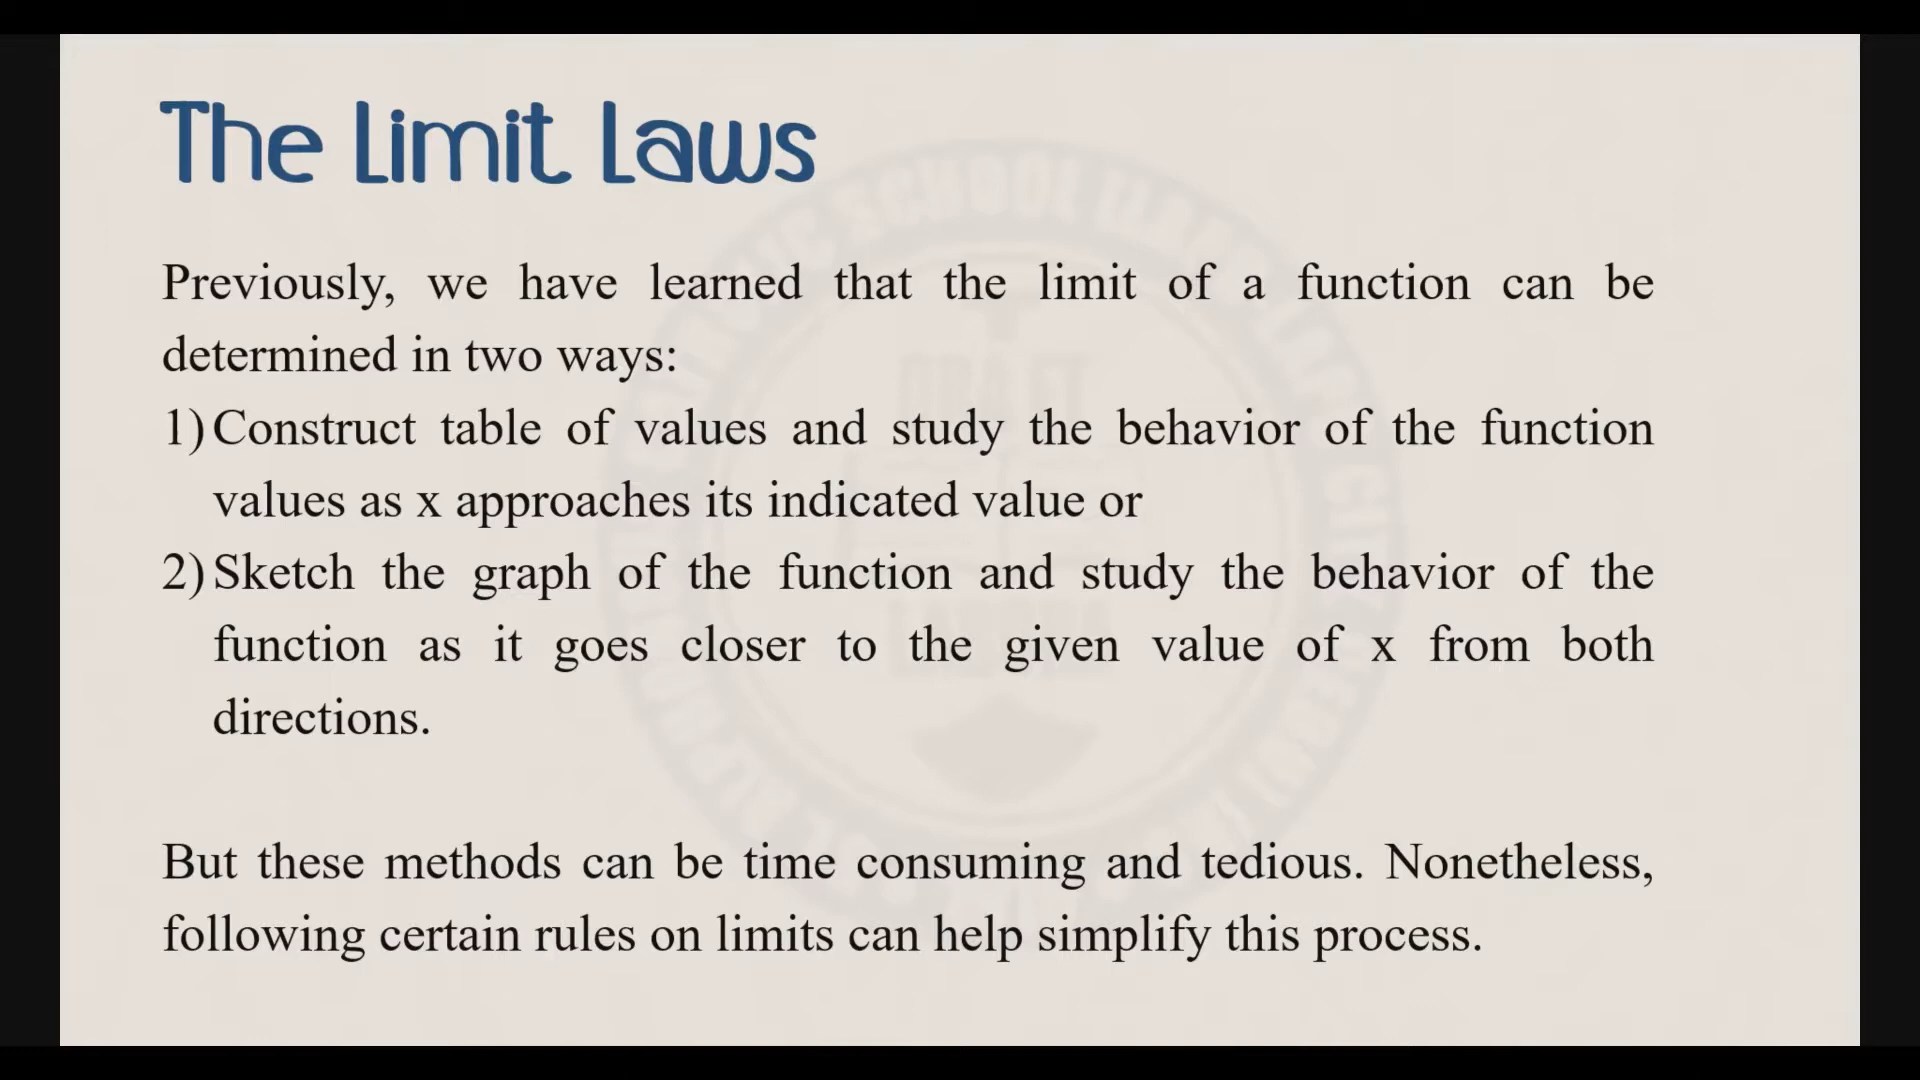 The Limit Laws
Previously, we have learned that the limit of a function can be
determined in two ways:
1) Construct table of values and study the behavior of the function
values as x approaches its indicated value or
2) Sketch the graph of the function and study the behavior of the
function as it goes closer to the given value of x from both
directions.
But these methods can be time consuming and tedious. Nonetheless,
following certain rules on limits can help simplify this process.